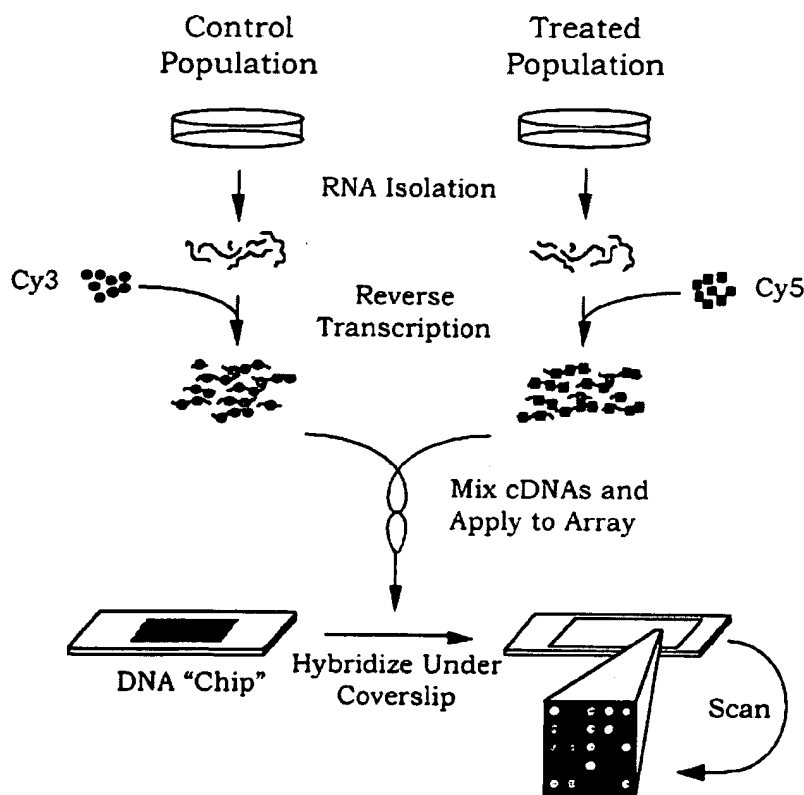 Control
Population
Treated
Population
RNA Isolation
Cy3
Reverse
Transcription
Cy5
Mix cDNAs and
Apply to Array
DNA "Chip"
Hybridize Under
Coverslip
Scan